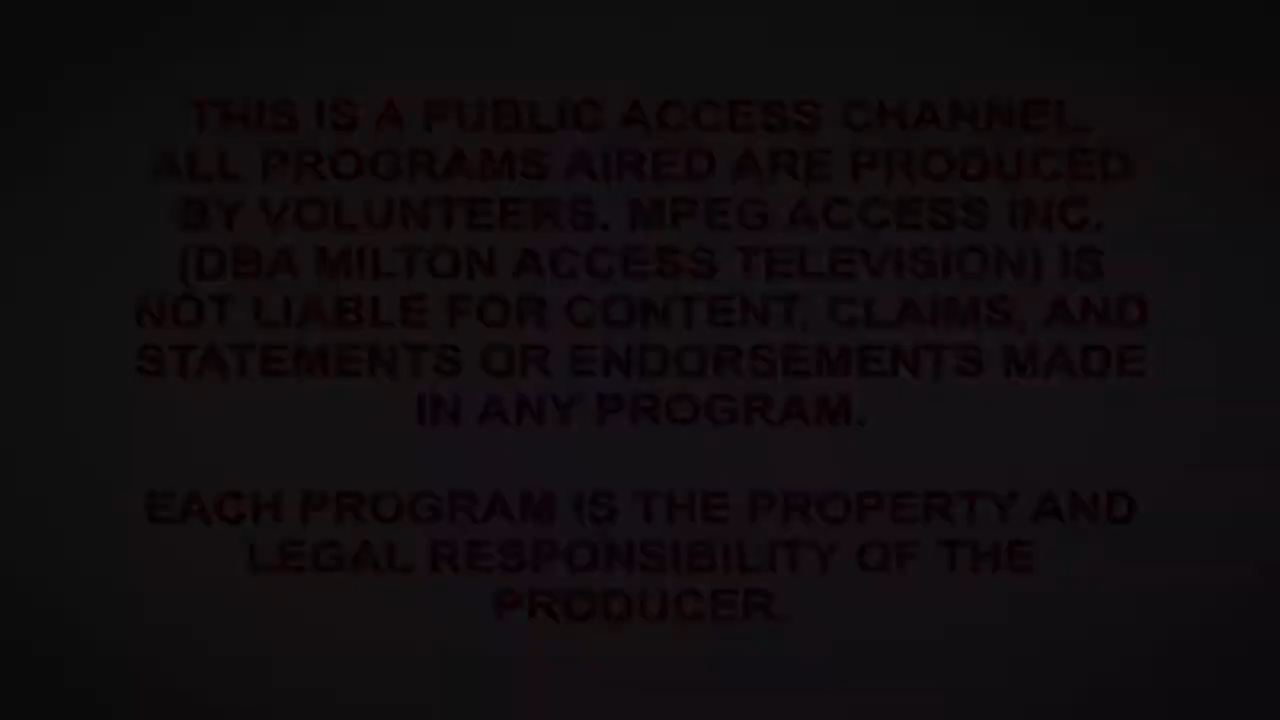 THIS IS A PUBLIC ACCESS CHANNEL.
ALL PROGRAMS AIRED ARE PRODUCED
BY VOLUNTEERS. MPEG ACCESS INC.
(DBA MILTON ACCESS TELEVISION) IS
NOT LIABLE FOR CONTENT, CLAIMS, AND
STATEMENTS OR ENDORSEMENTS MADE
IN ANY PROGRAM.
EACH PROGRAM IS THE PROPERTY AND
LEGAL RESPONSIBILITY OF THE
PRODUCER.